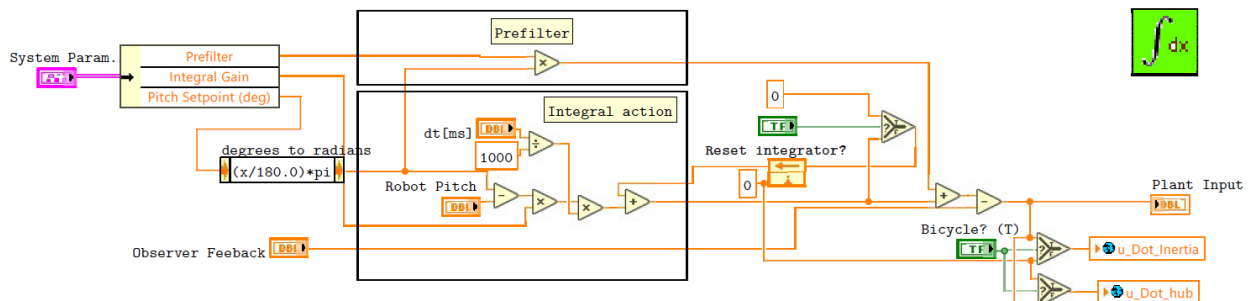 Prefilter
System Param.
Prefilter
Integral Gain
Pitch Setpoint (deg)
∫dx
Integral action
0
TF
dt[ms]
DBL
1000
degrees to radians
(x/180.0)*pi
Reset integrator?
Robot Pitch
DBL
0
Plant Input
DBL
Bicycle? (T)
TF
Observer Feeback
DBL
u_Dot_Inertia
u_Dot_hub